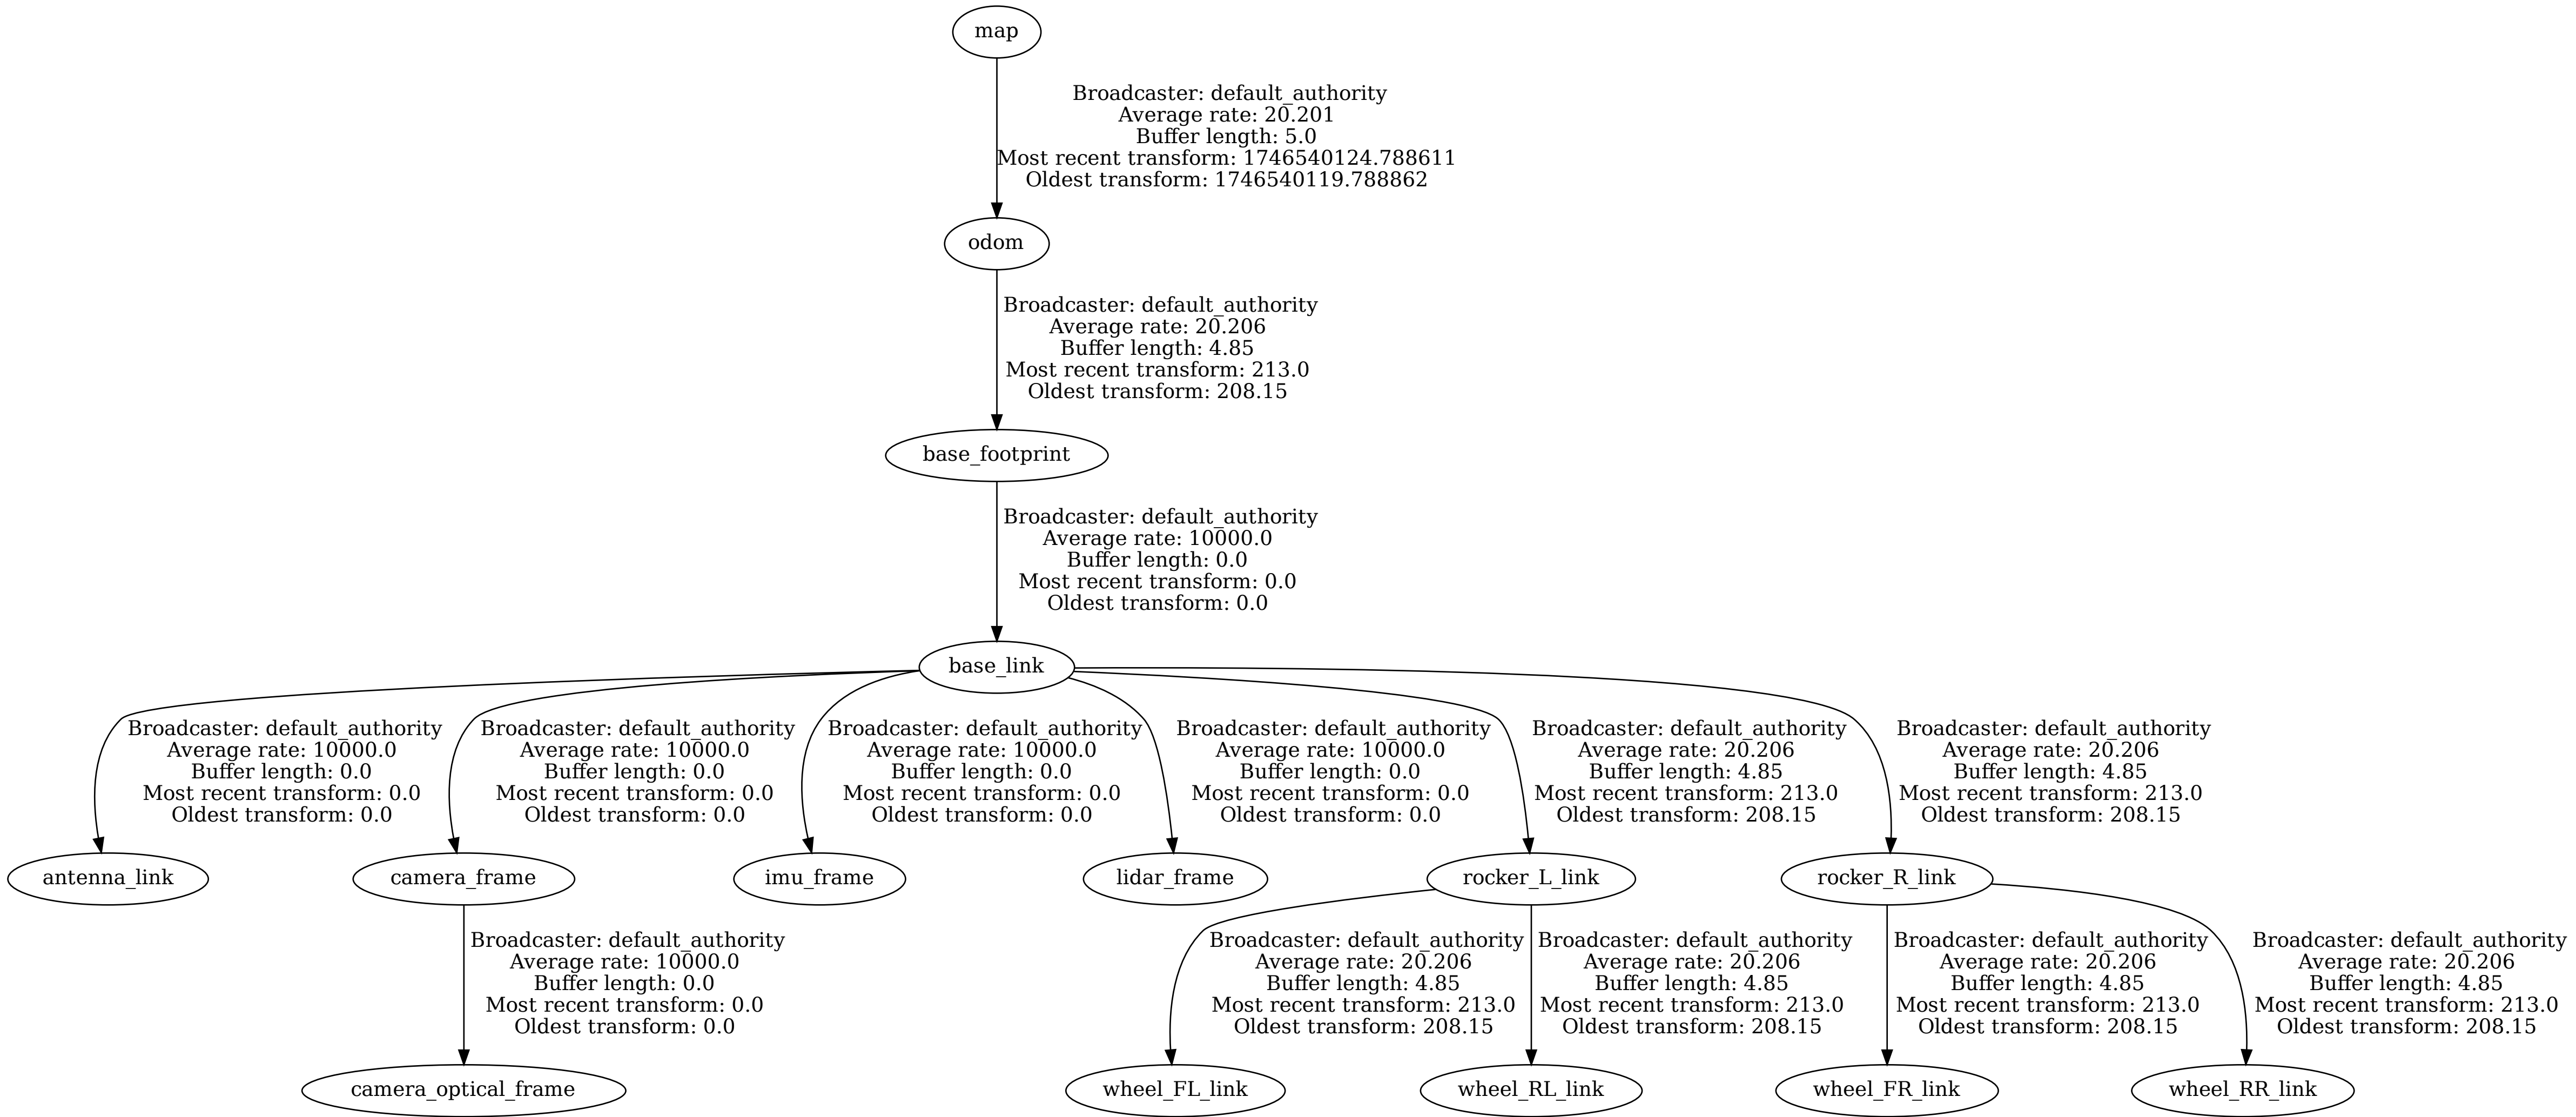 map
Broadcaster: default_authority
Average rate: 20.201
Buffer length: 5.0
Most recent transform: 1746540124.788611
Oldest transform: 1746540119.788862
odom
Broadcaster: default_authority
Average rate: 20.206
Buffer length: 4.85
Most recent transform: 213.0
Oldest transform: 208.15
base_footprint
Broadcaster: default_authority
Average rate: 10000.0
Buffer length: 0.0
Most recent transform: 0.0
Oldest transform: 0.0
base_link
Broadcaster: default_authority
Average rate: 10000.0
Buffer length: 0.0
Most recent transform: 0.0
Oldest transform: 0.0
Broadcaster: default_authority
Average rate: 10000.0
Buffer length: 0.0
Most recent transform: 0.0
Oldest transform: 0.0
Broadcaster: default_authority
Average rate: 10000.0
Buffer length: 0.0
Most recent transform: 0.0
Oldest transform: 0.0
Broadcaster: default_authority
Average rate: 10000.0
Buffer length: 0.0
Most recent transform: 0.0
Oldest transform: 0.0
Broadcaster: default_authority
Average rate: 20.206
Buffer length: 4.85
Most recent transform: 213.0
Oldest transform: 208.15
Broadcaster: default_authority
Average rate: 20.206
Buffer length: 4.85
Most recent transform: 213.0
Oldest transform: 208.15
antenna_link
camera_frame
imu_frame
lidar_frame
rocker_L_link
rocker_R_link
Broadcaster: default_authority
Average rate: 10000.0
Buffer length: 0.0
Most recent transform: 0.0
Oldest transform: 0.0
Broadcaster: default_authority
Average rate: 20.206
Buffer length: 4.85
Most recent transform: 213.0
Oldest transform: 208.15
Broadcaster: default_authority
Average rate: 20.206
Buffer length: 4.85
Most recent transform: 213.0
Oldest transform: 208.15
Broadcaster: default_authority
Average rate: 20.206
Buffer length: 4.85
Most recent transform: 213.0
Oldest transform: 208.15
Broadcaster: default_authority
Average rate: 20.206
Buffer length: 4.85
Most recent transform: 213.0
Oldest transform: 208.15
camera_optical_frame
wheel_FL_link
wheel_RL_link
wheel_FR_link
wheel_RR_link